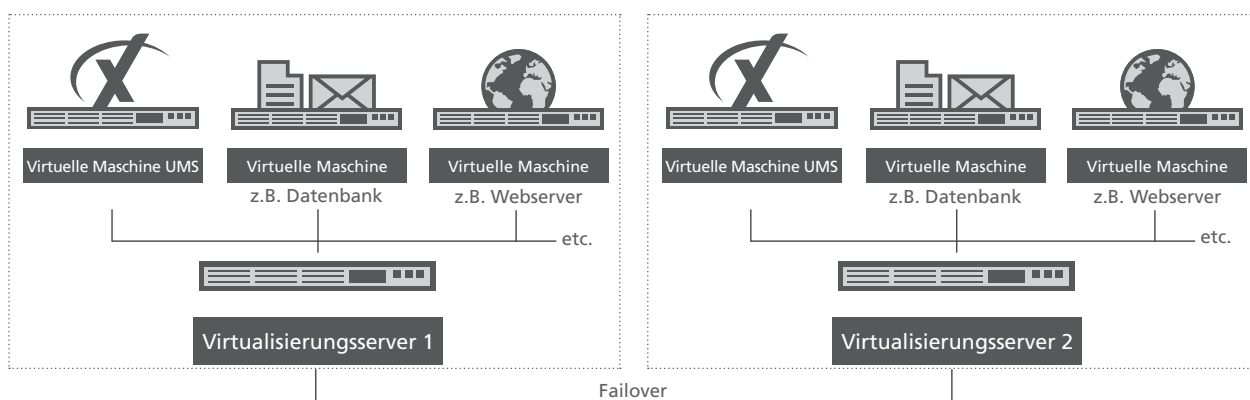 Virtuelle Maschine UMS
Virtuelle Maschine
z.B. Datenbank
Virtuelle Maschine
z.B. Webserver
etc.
Virtualisierungsserver 1
Virtuelle Maschine UMS
Virtuelle Maschine
z.B. Datenbank
Virtuelle Maschine
z.B. Webserver
etc.
Virtualisierungsserver 2
Failover